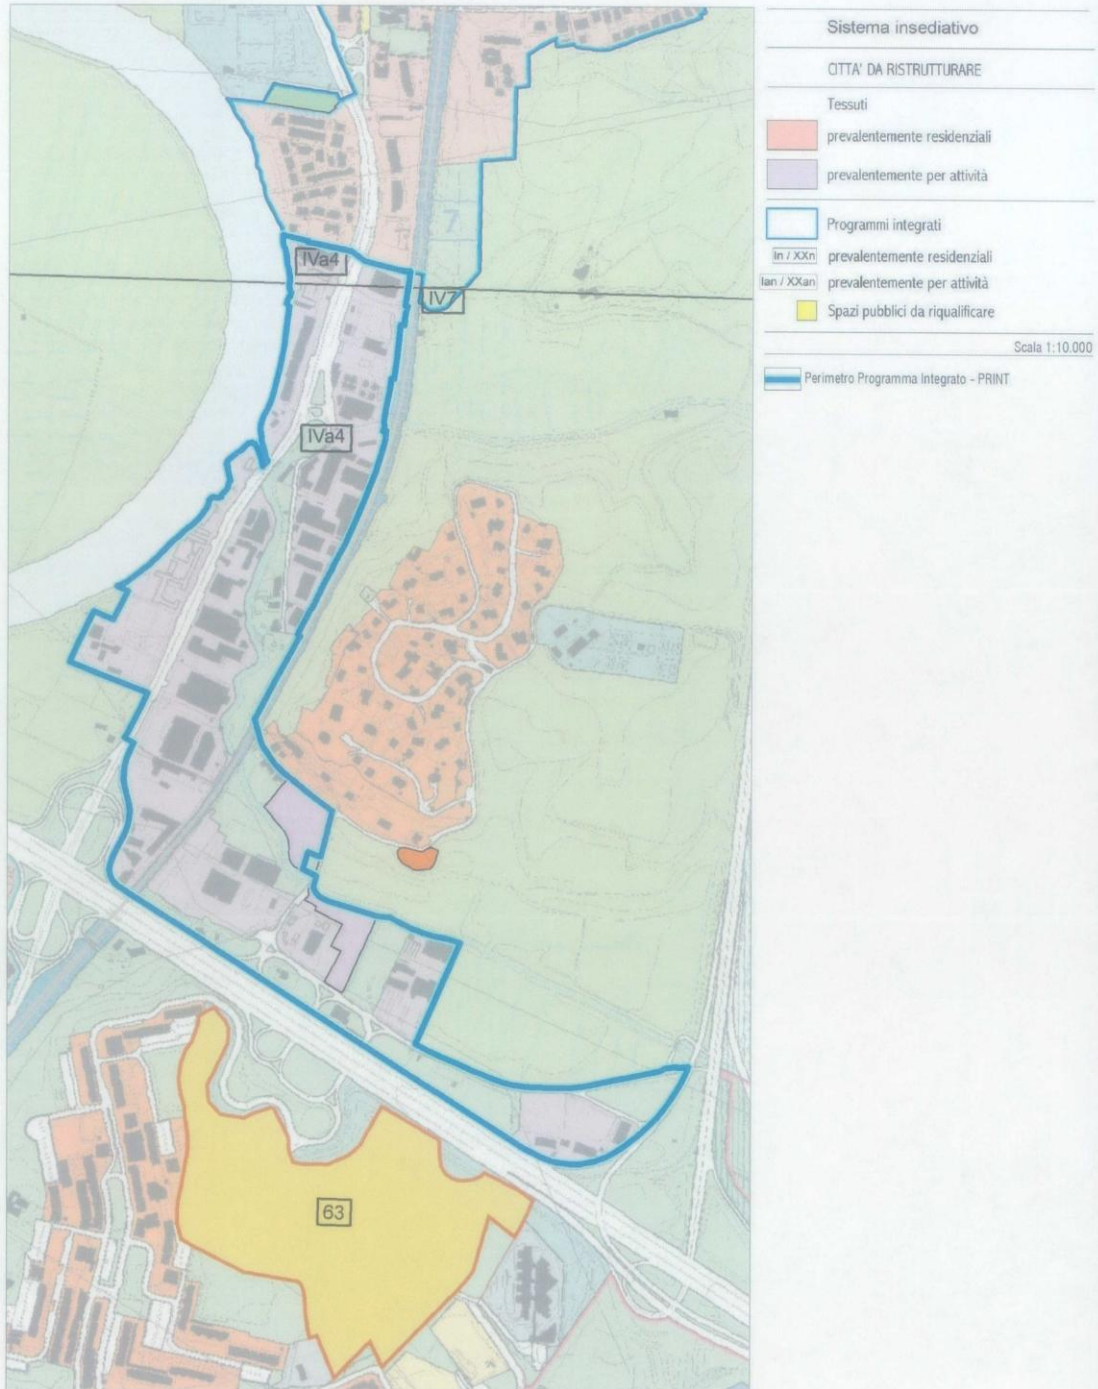 Sistema insediativo
CITTA' DA RISTRUTTURARE
Tessuti
prevalentemente residenziali
prevalentemente per attività
Programmi integrati
In / XXn prevalentemente residenziali
Ian / XXan prevalentemente per attività
Spazi pubblici da riqualificare
Scala 1:10.000
Perimetro Programma Integrato - PRINT
7
IVa4
IV7
IVa4
63